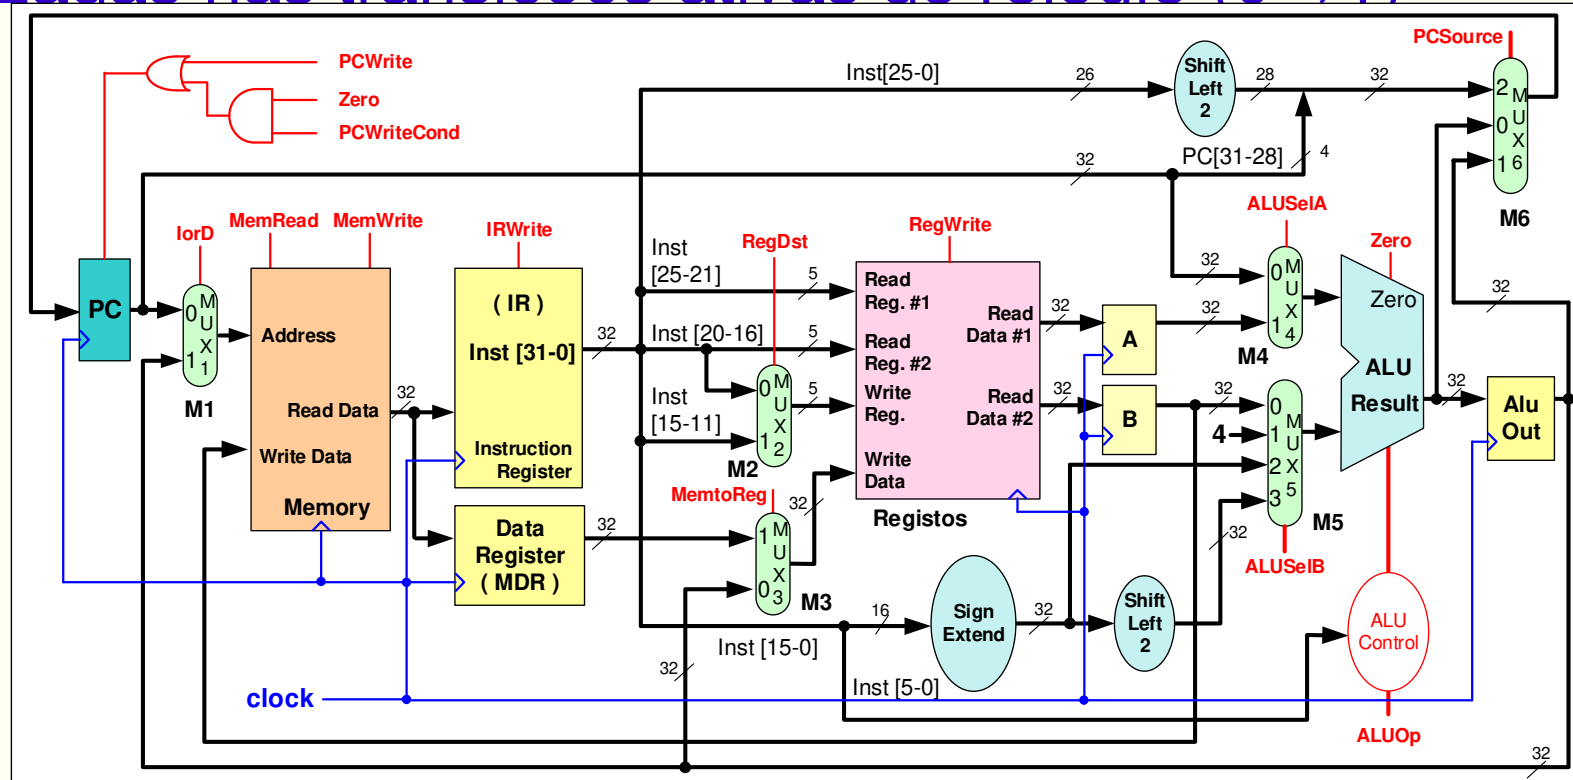 PCSource
PCWrite
Zero
PCWriteCond
Inst[25-0]
26
Shift
Left
2
28
32
2
0
1
M
U
X
6
M6
PC[31-28]
4
32
IorD
MemRead
MemWrite
IRWrite
RegDst
RegWrite
ALUSelA
Zero
PC
0
1
M
U
X
1
M1
Address
Read Data
Write Data
Memory
32
( IR )
Inst [31-0]
Instruction
Register
32
Data
Register
( MDR )
32
Inst
[25-21]
5
Inst [20-16]
5
Inst
[15-11]
0
1
M
U
X
2
M2
5
MemtoReg
1
0
M
U
X
3
M3
32
Read
Reg. #1
Read
Reg. #2
Write
Reg.
Write
Data
Read
Data #1
Read
Data #2
Registos
32
32
A
B
32
32
32
0
1
M
U
X
4
M4
4
0
1
2
3
M
U
X
5
M5
ALUSelB
32
Zero
ALU
Result
32
Alu
Out
32
16
Sign
Extend
32
Shift
Left
2
Inst [15-0]
Inst [5-0]
ALU
Control
ALUOp
clock
32
32